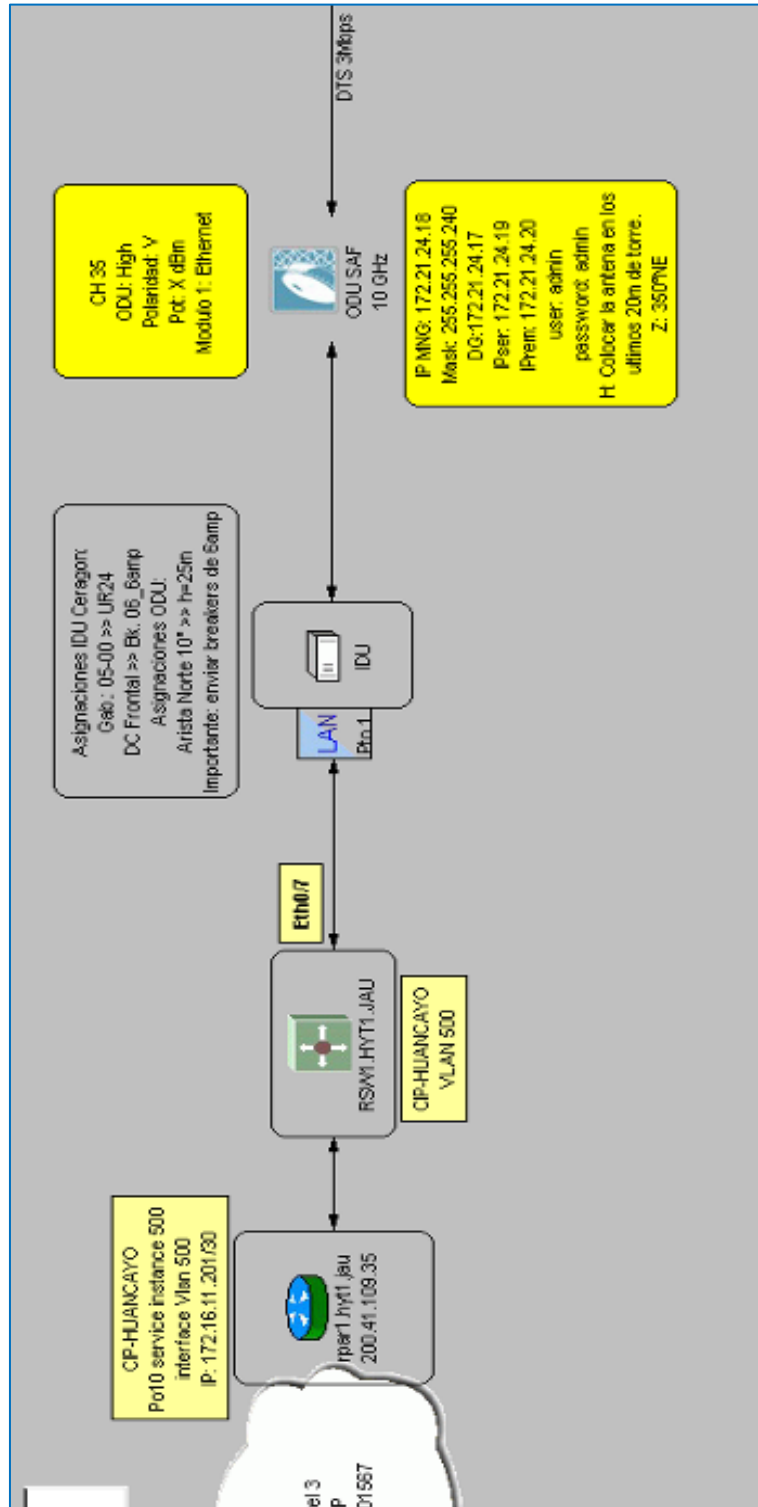 el 3
P
01567
CIP-HUANCAYO
Po10 service instance 500
interface Vlan 500
IP: 172.16.11.201/30
rpar1.hyt1.jau
200.41.109.35
RSW1.HYT1.JAU
CIP-HUANCAYO
VLAN 500
Eth0/7
LAN
Pto.1
IDU
Asignaciones IDU Ceragon:
Gab.: 05-00 >> UR24
DC Frontal >> Bk. 06_6amp
Asignaciones ODU:
Arista Norte 10° >> h=25m
Importante: enviar breakers de 6amp
CH 35
ODU: High
Polaridad: V
Pot: X dBm
Modulo 1: Ethernet
ODU SAF
10 GHz
IP MNG: 172.21.24.18
Mask: 255.255.255.240
DG:172.21.24.17
IPser: 172.21.24.19
IPrem: 172.21.24.20
user: admin
password: admin
H: Colocar la antena en los
ultimos 20m de torre.
Z: 350ºNE
DTS 3Mbps